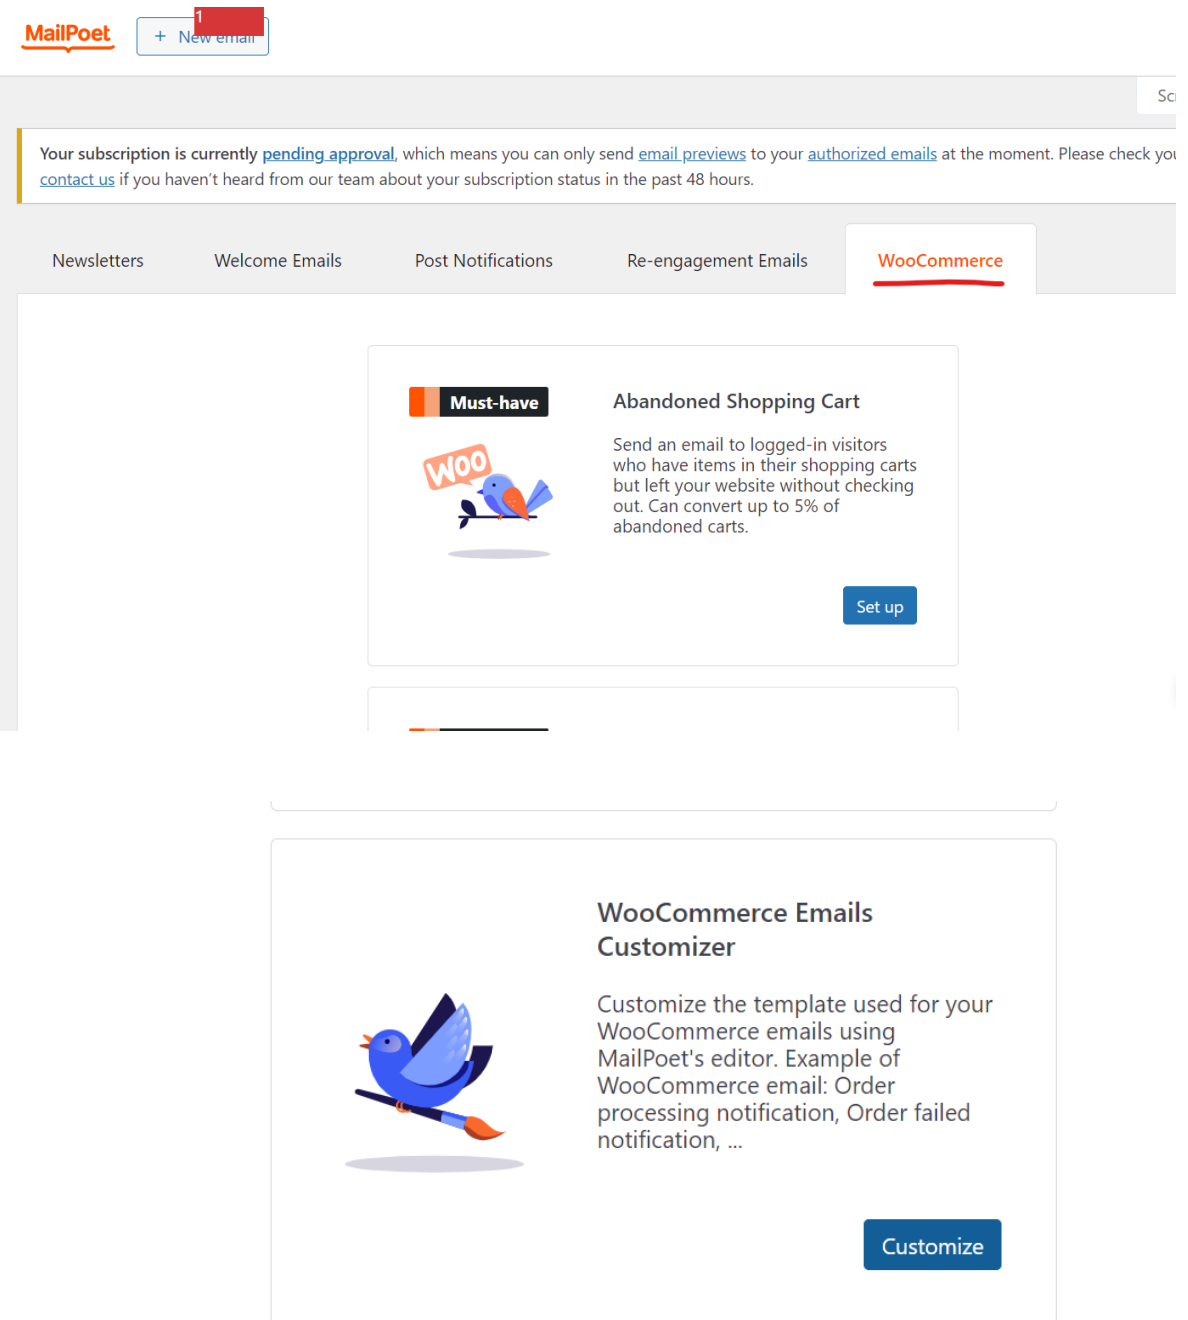 MailPoet
1
+ New email
Your subscription is currently pending approval, which means you can only send email previews to your authorized emails at the moment. Please check
contact us if you haven't heard from our team about your subscription status in the past 48 hours.
Newsletters
Welcome Emails
Post Notifications
Re-engagement Emails
WooCommerce
Must-have
WOO
Abandoned Shopping Cart
Send an email to logged-in visitors
who have items in their shopping carts
but left your website without checking
out. Can convert up to 5% of
abandoned carts.
Set up
WooCommerce Emails
Customizer
Customize the template used for your
WooCommerce emails using
MailPoet's editor. Example of
WooCommerce email: Order
processing notification, Order failed
notification, ...
Customize